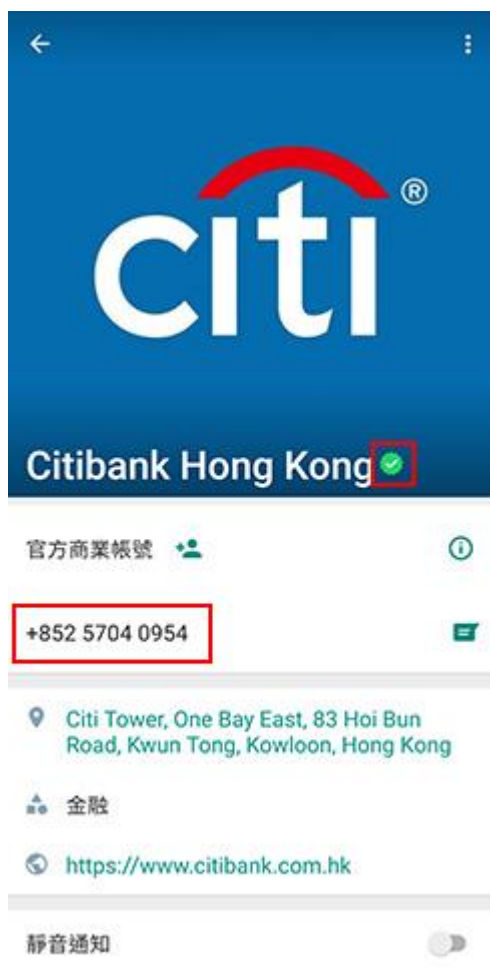 citi®
Citibank Hong Kong
官方商業帳號
+852 5704 0954
Citi Tower, One Bay East, 83 Hoi Bun
Road, Kwun Tong, Kowloon, Hong Kong
金融
https://www.citibank.com.hk
靜音通知